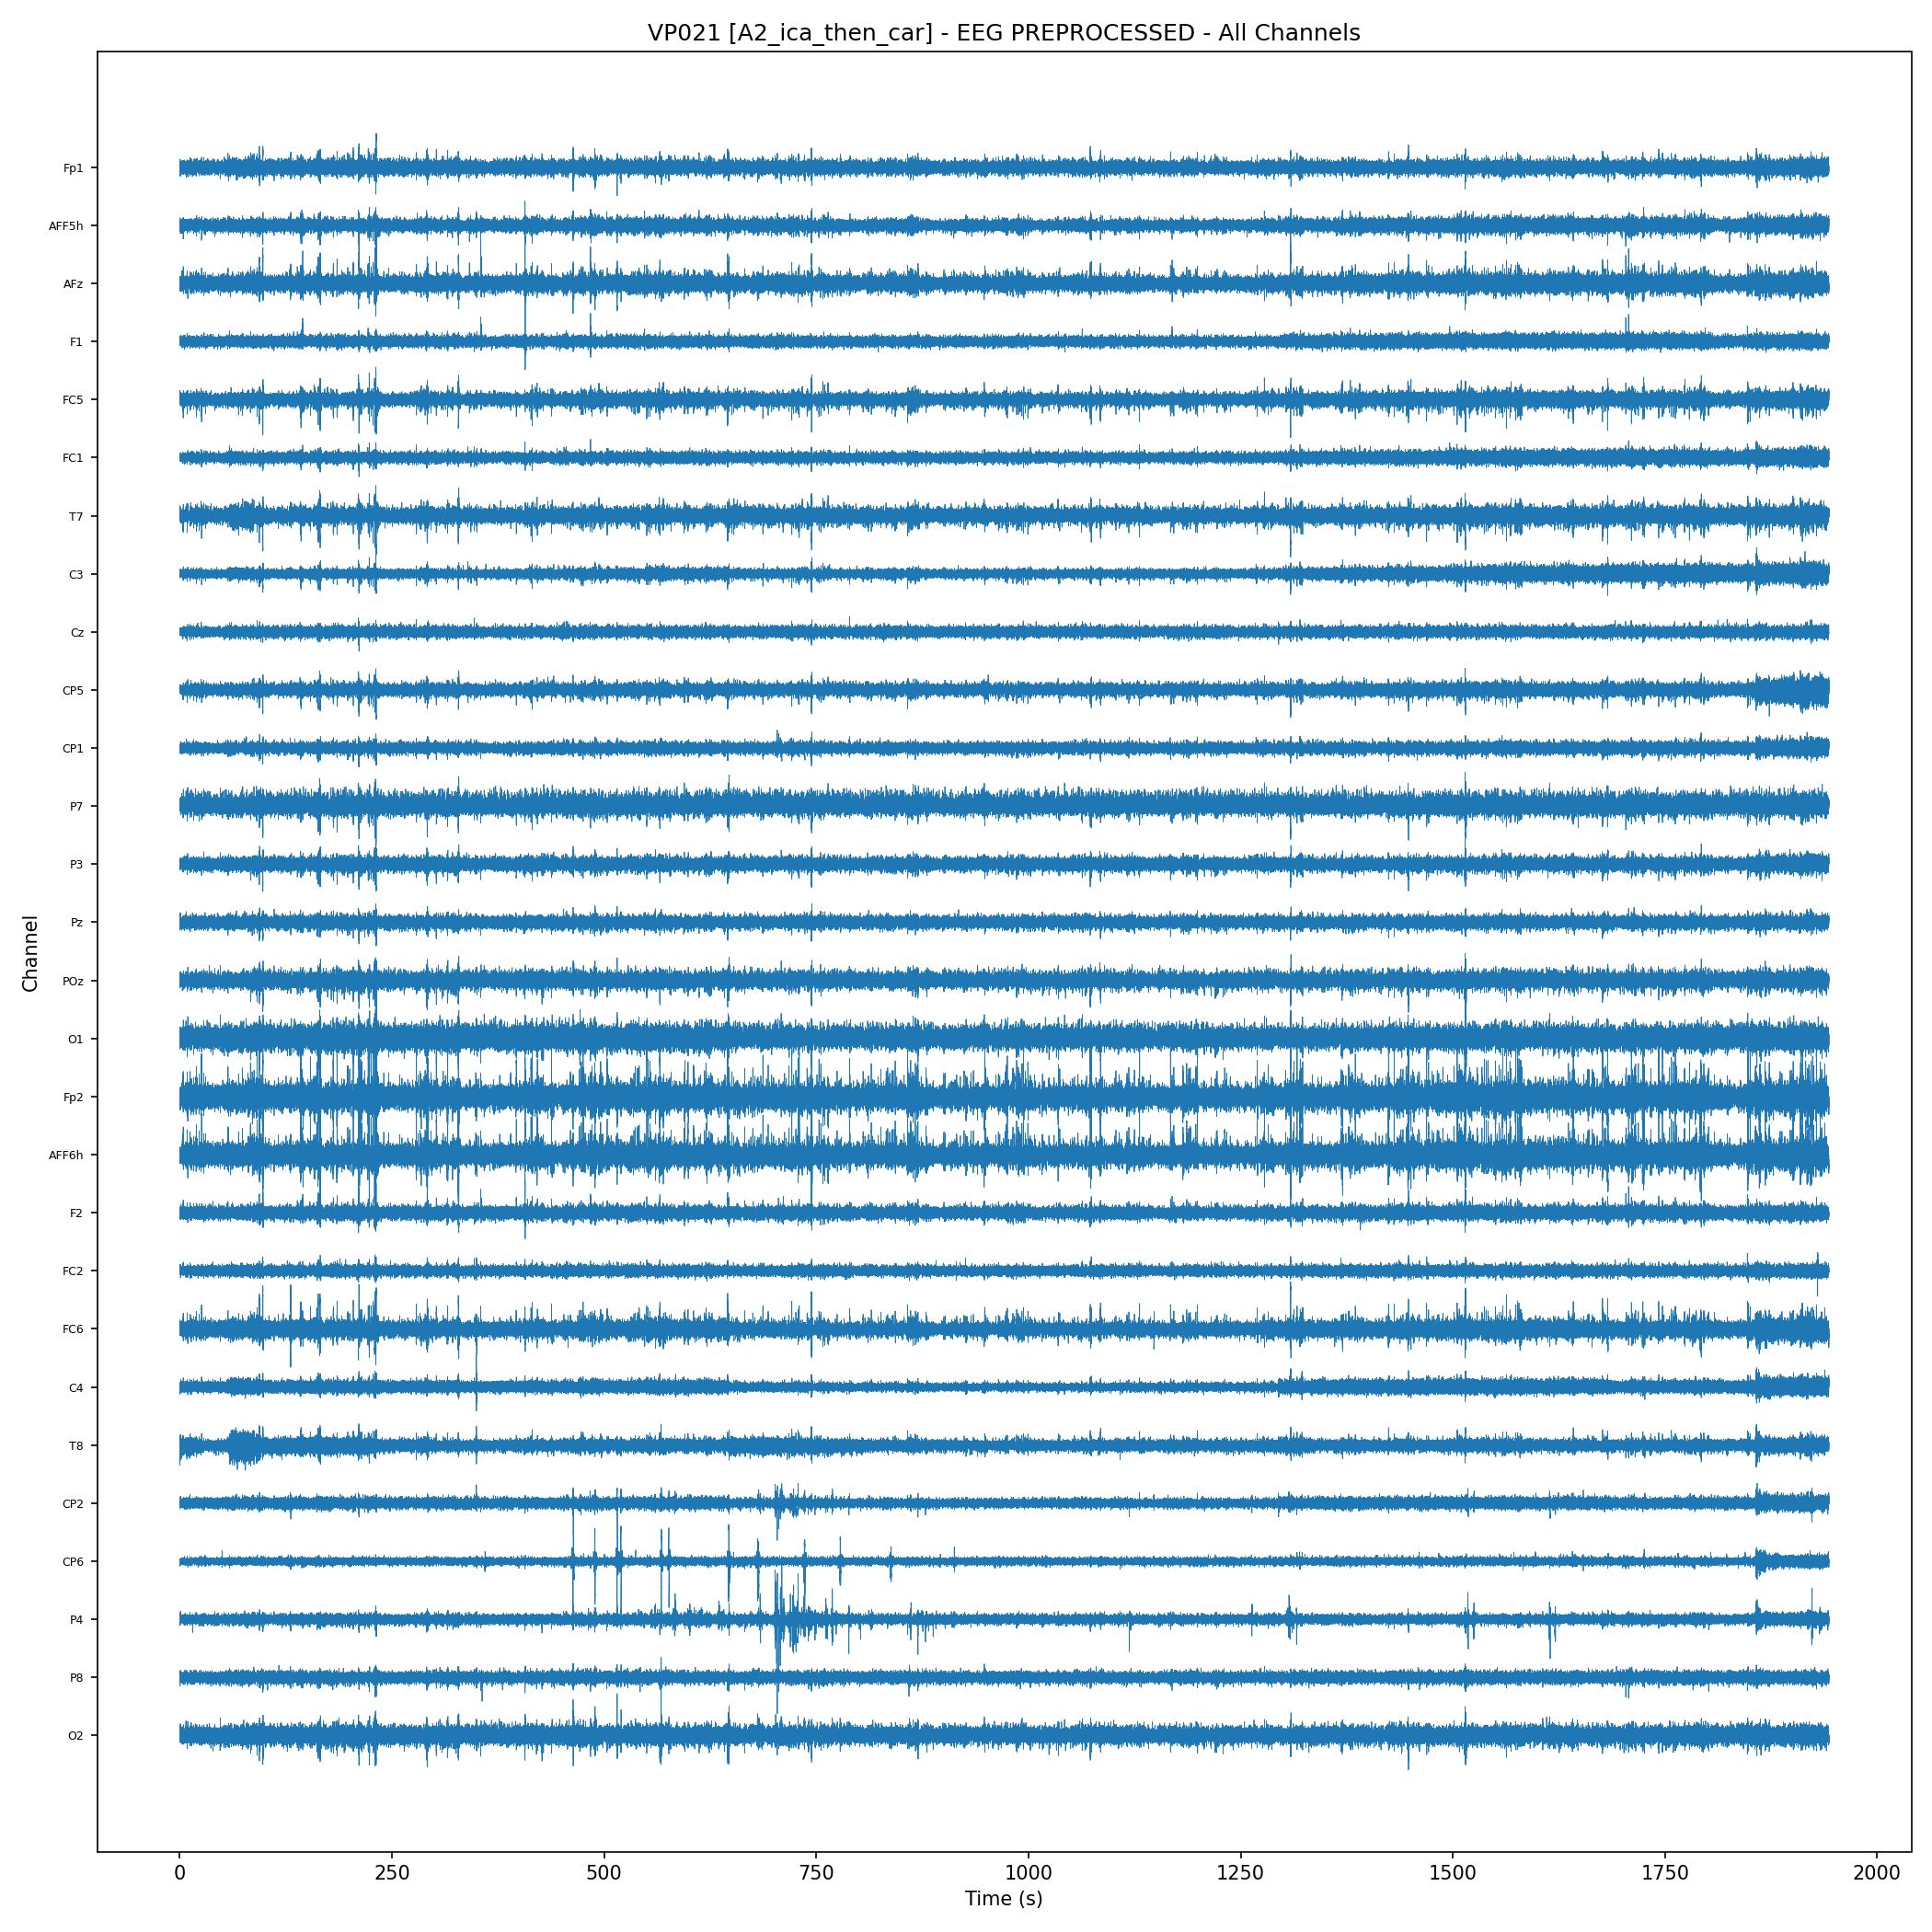 VP021 [A2_ica_then_car] - EEG PREPROCESSED - All Channels
Fp1
AFF5h
AFz
F1
FC5
FC1
T7
C3
Cz
CP5
CP1
P7
P3
Pz
POz
O1
Fp2
AFF6h
F2
FC2
FC6
C4
T8
CP2
CP6
P4
P8
O2
Channel
0 250 500 750 1000 1250 1500 1750 2000
Time (s)